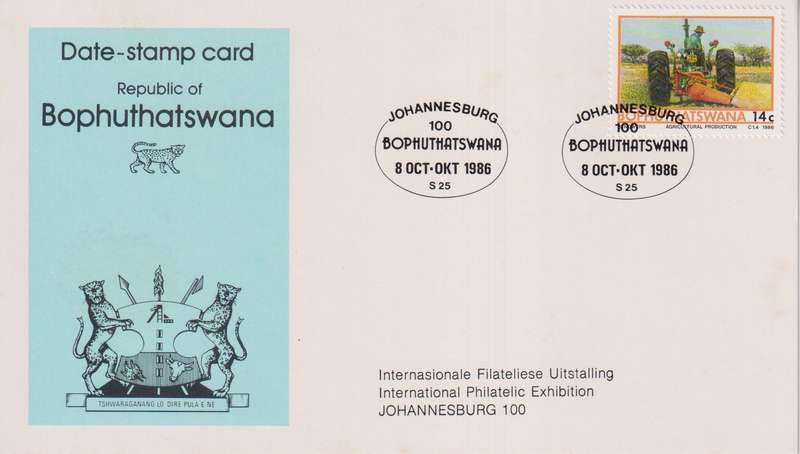 Date-stamp card
Republic of
Bophuthatswana
TSHWARAGANANG LO DIRE PULA E NE
JOHANNESBURG
100
BOPHUTHATSWANA
8 OCT·OKT 1986
S 25
JOHANNESBURG
100
BOPHUTHATSWANA
8 OCT·OKT 1986
S 25
BOPHUTHATSWANA 14c
AGRICULTURAL PRODUCTION 1986
Internasionale Filateliese Uitstalling
International Philatelic Exhibition
JOHANNESBURG 100